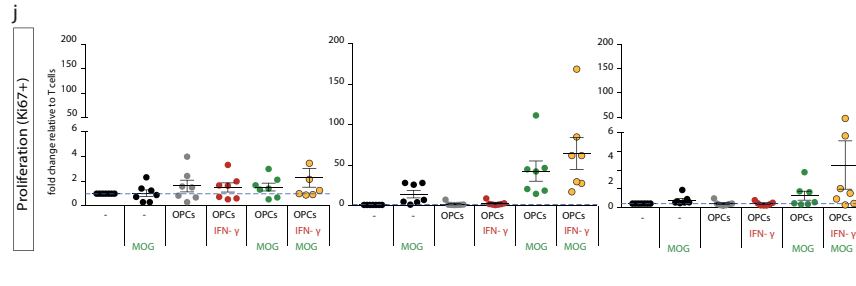 j
Proliferation (Ki67+)
fold change relative to T cells
200
150
100
50
6
4
2
0
- - OPCs OPCs OPCs OPCs
IFN- γ IFN- γ
MOG MOG MOG
200
150
100
50
0
- - OPCs OPCs OPCs OPCs
IFN- γ IFN- γ
MOG MOG MOG
200
150
100
50
6
4
2
0
- - OPCs OPCs OPCs OPCs
IFN- γ IFN- γ
MOG MOG MOG